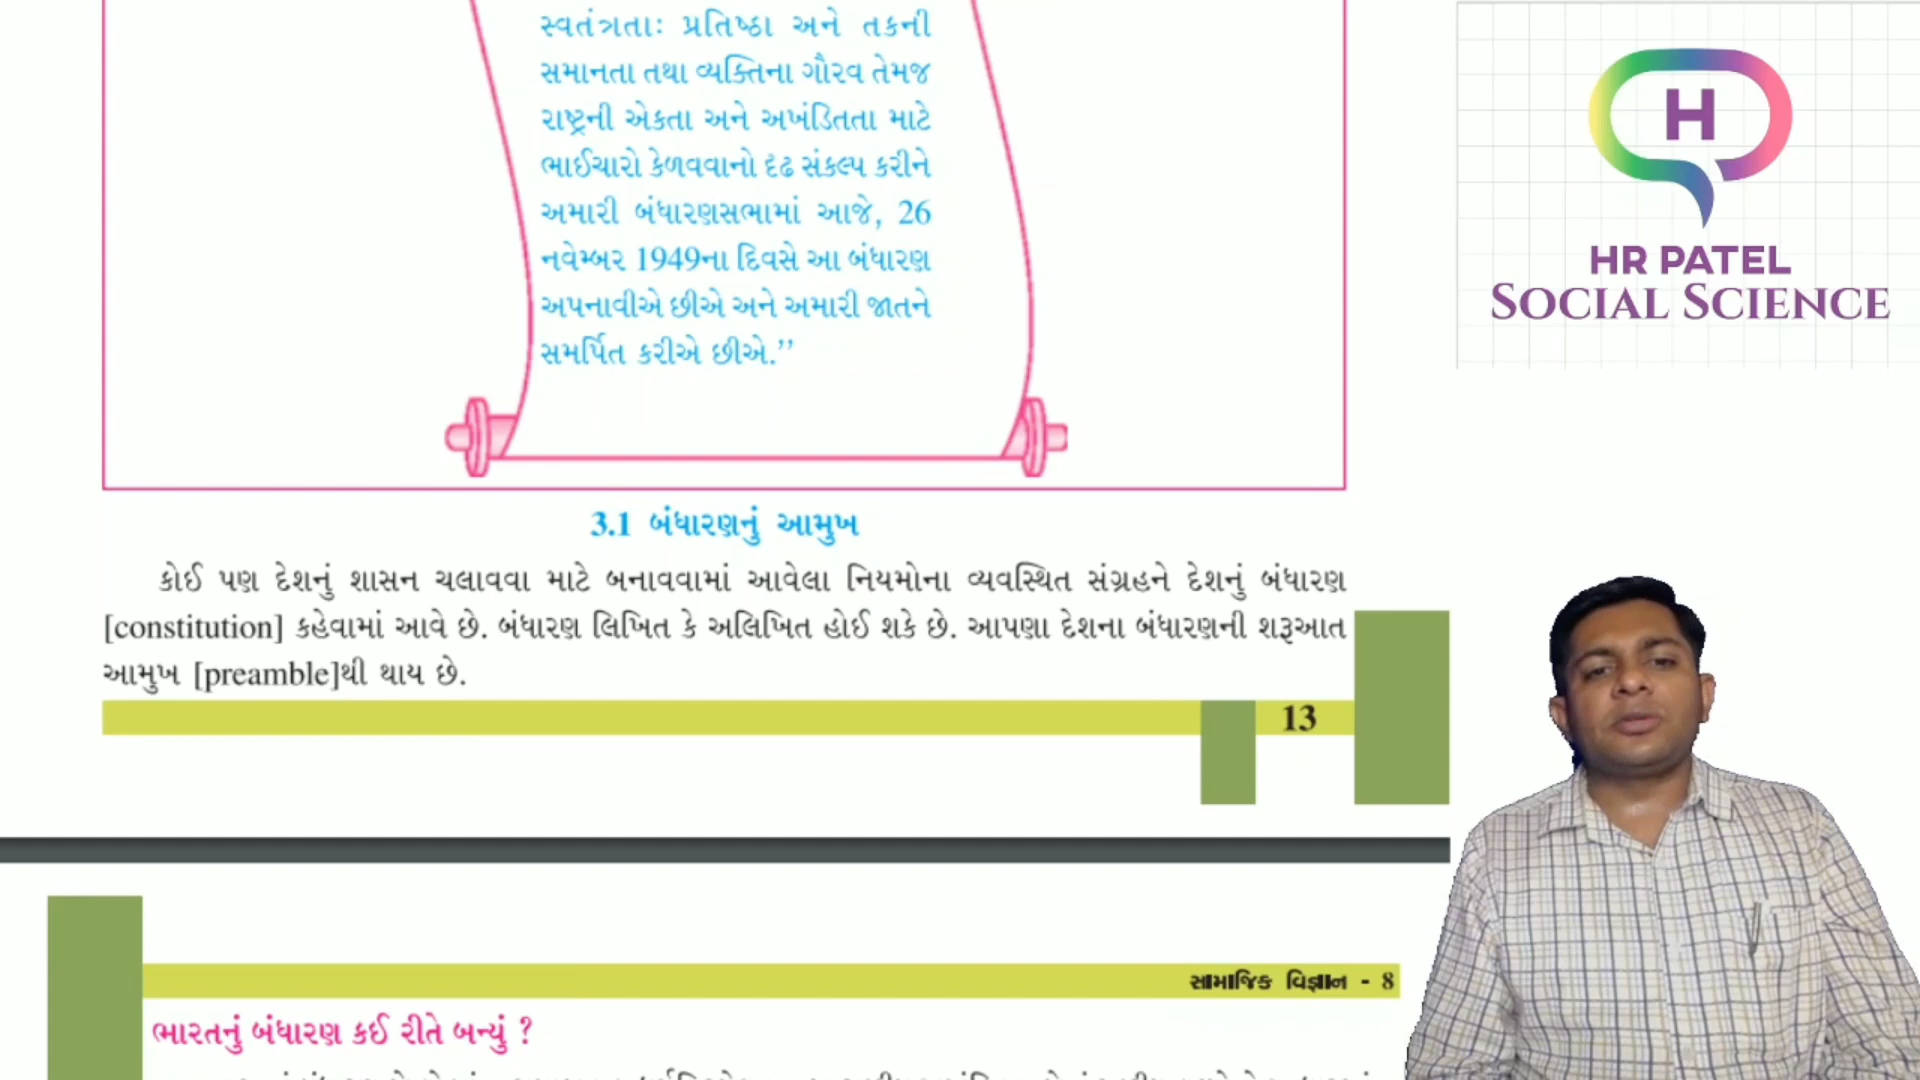 સ્વતંત્રતાઃ પ્રતિષ્ઠા અને તકની
સમાનતા તથા વ્યક્તિના ગૌરવ તેમજ
રાષ્ટ્રની એકતા અને અખંડિતતા માટે
ભાઈચારો કેળવવાનો દૃઢ સંકલ્પ કરીને
અમારી બંધારણસભામાં આજે, 26
નવેમ્બર 1949ના દિવસે આ બંધારણ
અપનાવીએ છીએ અને અમારી જાતને
સમર્પિત કરીએ છીએ.’’
3.1 બંધારણનું આમુખ
કોઈ પણ દેશનું શાસન ચલાવવા માટે બનાવવામાં આવેલા નિયમોના વ્યવસ્થિત સંગ્રહને દેશનું બંધારણ
[constitution] કહેવામાં આવે છે. બંધારણ લિખિત કે અલિખિત હોઈ શકે છે. આપણા દેશના બંધારણની શરૂઆત
આમુખ [preamble]થી થાય છે.
13
સામાજિક વિજ્ઞાન - 8
ભારતનું બંધારણ કઈ રીતે બન્યું ?
H
HR PATEL
SOCIAL SCIENCE